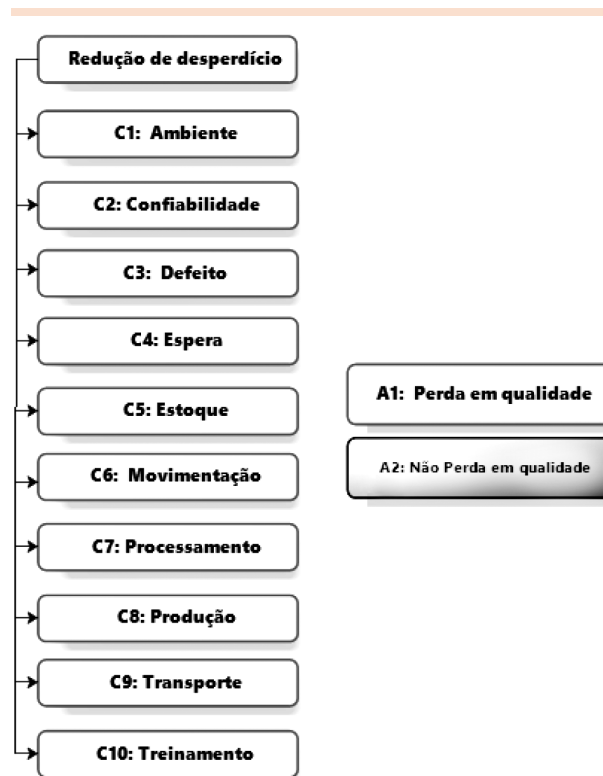 Redução de desperdício
C1: Ambiente
C2: Confiabilidade
C3: Defeito
C4: Espera
C5: Estoque
C6: Movimentação
C7: Processamento
C8: Produção
C9: Transporte
C10: Treinamento
A1: Perda em qualidade
A2: Não Perda em qualidade